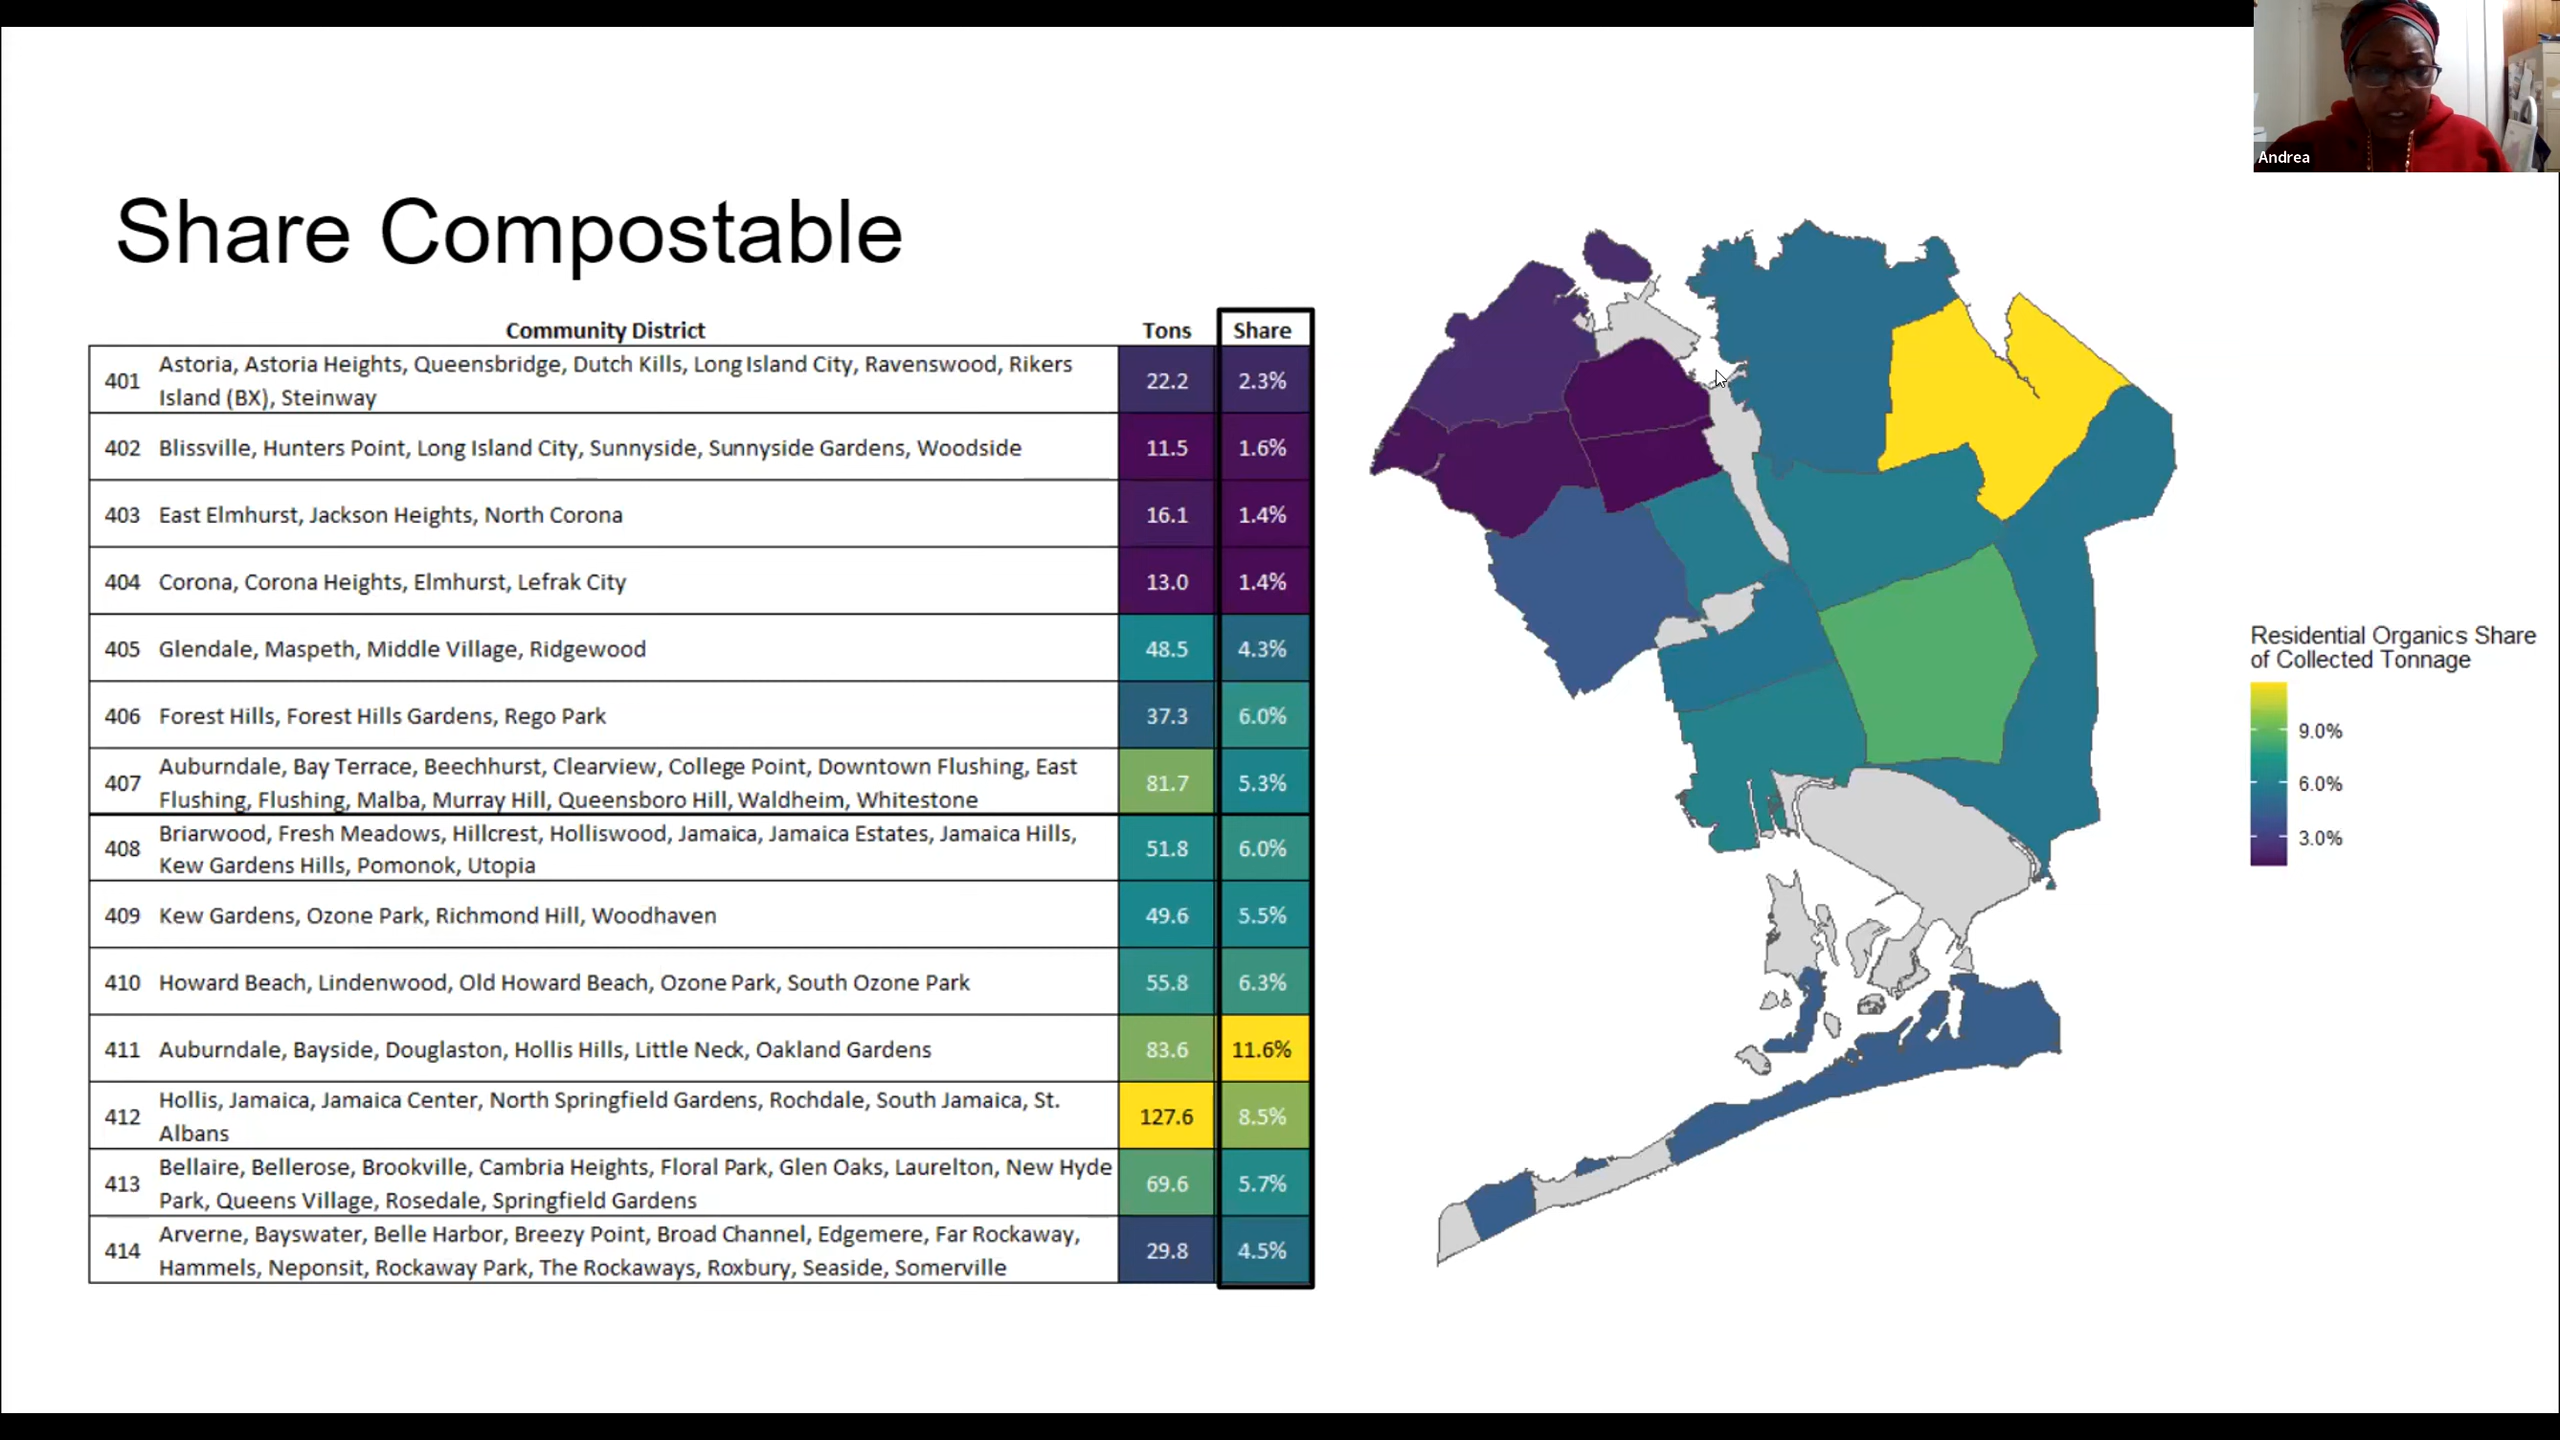 Andrea
Share Compostable
Community District Tons Share
401 Astoria, Astoria Heights, Queensbridge, Dutch Kills, Long Island City, Ravenswood, Rikers 22.2 2.3%
Island (BX), Steinway
402 Blissville, Hunters Point, Long Island City, Sunnyside, Sunnyside Gardens, Woodside 11.5 1.6%
403 East Elmhurst, Jackson Heights, North Corona 16.1 1.4%
404 Corona, Corona Heights, Elmhurst, Lefrak City 13.0 1.4%
405 Glendale, Maspeth, Middle Village, Ridgewood 48.5 4.3%
406 Forest Hills, Forest Hills Gardens, Rego Park 37.3 6.0%
407 Auburndale, Bay Terrace, Beechhurst, Clearview, College Point, Downtown Flushing, East 81.7 5.3%
Flushing, Flushing, Malba, Murray Hill, Queensboro Hill, Waldheim, Whitestone
408 Briarwood, Fresh Meadows, Hillcrest, Holliswood, Jamaica, Jamaica Estates, Jamaica Hills, 51.8 6.0%
Kew Gardens Hills, Pomonok, Utopia
409 Kew Gardens, Ozone Park, Richmond Hill, Woodhaven 49.6 5.5%
410 Howard Beach, Lindenwood, Old Howard Beach, Ozone Park, South Ozone Park 55.8 6.3%
411 Auburndale, Bayside, Douglaston, Hollis Hills, Little Neck, Oakland Gardens 83.6 11.6%
412 Hollis, Jamaica, Jamaica Center, North Springfield Gardens, Rochdale, South Jamaica, St. 127.6 8.5%
Albans
413 Bellaire, Bellerose, Brookville, Cambria Heights, Floral Park, Glen Oaks, Laurelton, New Hyde 69.6 5.7%
Park, Queens Village, Rosedale, Springfield Gardens
414 Arverne, Bayswater, Belle Harbor, Breezy Point, Broad Channel, Edgemere, Far Rockaway, 29.8 4.5%
Hammels, Neponsit, Rockaway Park, The Rockaways, Roxbury, Seaside, Somerville
Residential Organics Share
of Collected Tonnage
9.0%
6.0%
3.0%